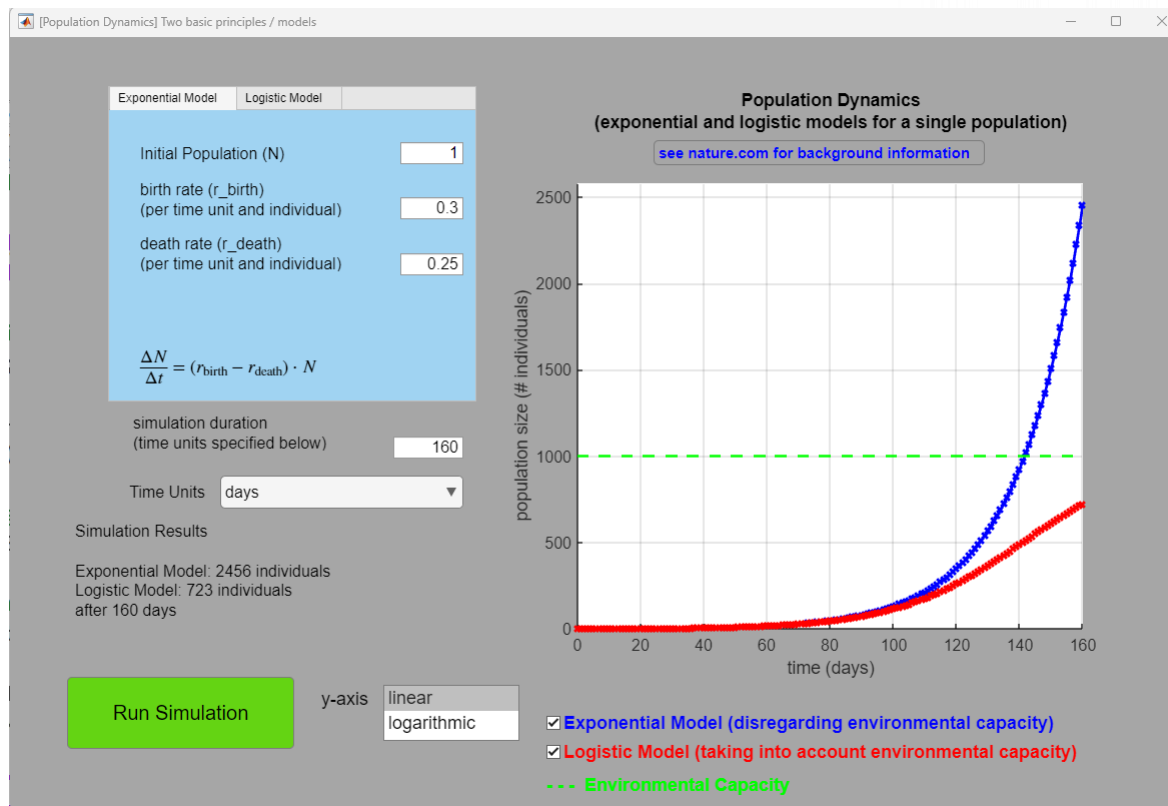 [Population Dynamics] Two basic principles / models
Exponential Model
Logistic Model
Initial Population (N)
1
birth rate (r_birth)
(per time unit and individual)
0.3
death rate (r_death)
(per time unit and individual)
0.25
ΔN/Δt = (r_birth − r_death) · N
simulation duration
(time units specified below)
160
Time Units
days
Simulation Results
Exponential Model: 2456 individuals
Logistic Model: 723 individuals
after 160 days
Run Simulation
y-axis
linear
logarithmic
Population Dynamics
(exponential and logistic models for a single population)
see nature.com for background information
population size (# individuals)
2500
2000
1500
1000
500
0
0 20 40 60 80 100 120 140 160
time (days)
Exponential Model (disregarding environmental capacity)
Logistic Model (taking into account environmental capacity)
--- Environmental Capacity